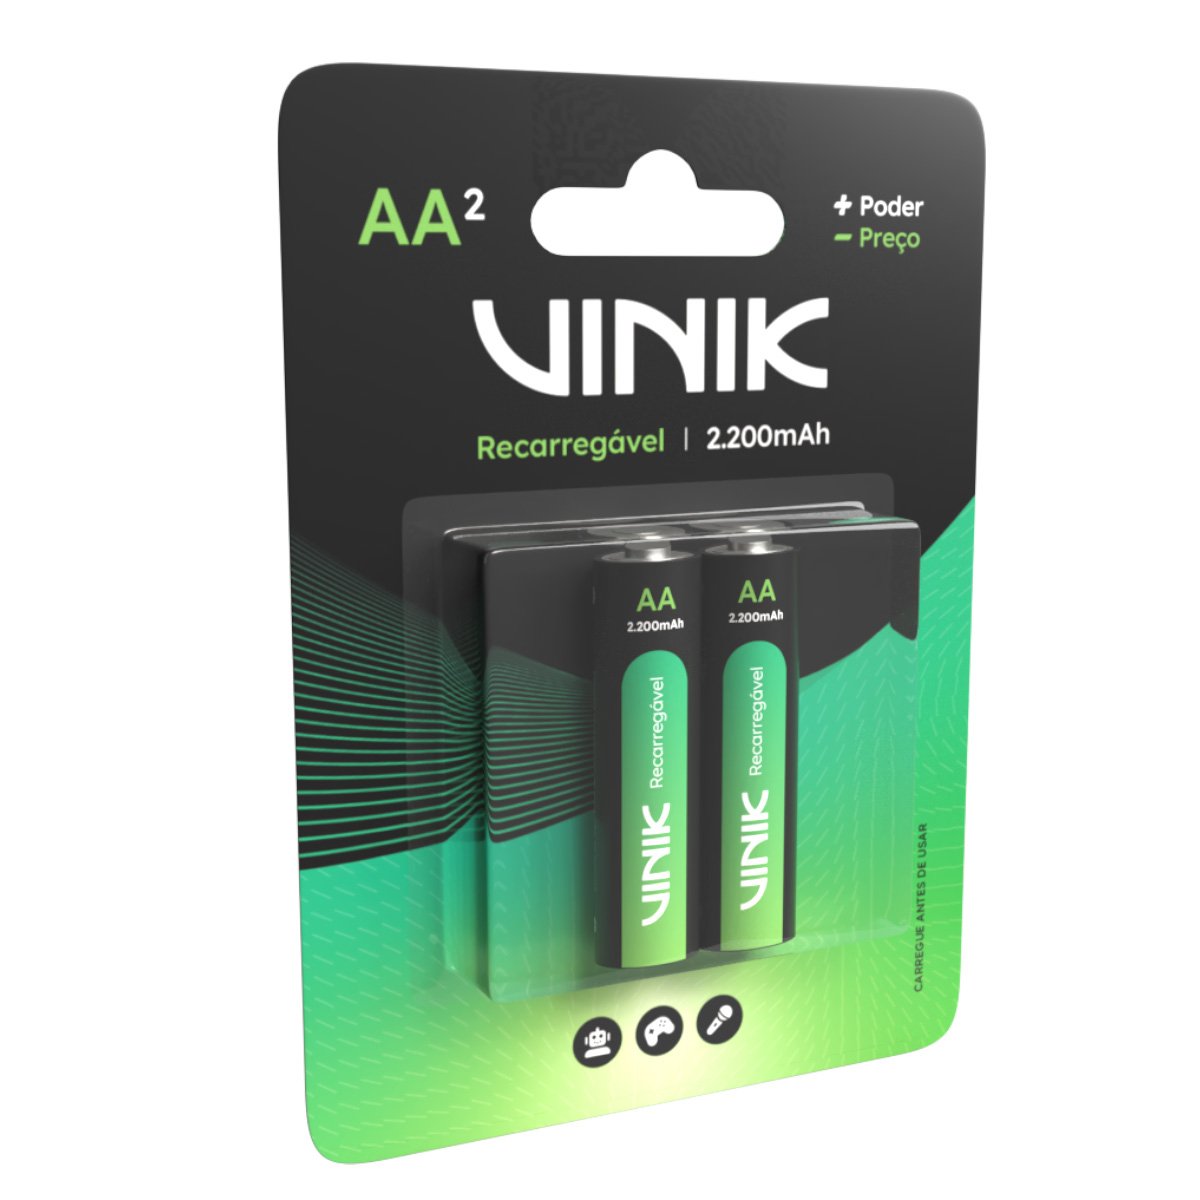 AA²
+ Poder
- Preço
VINIK
Recarregável | 2.200mAh
AA
2.200mAh
Recarregável
VINIK
AA
2.200mAh
Recarregável
VINIK
CARREGUE ANTES DE USAR